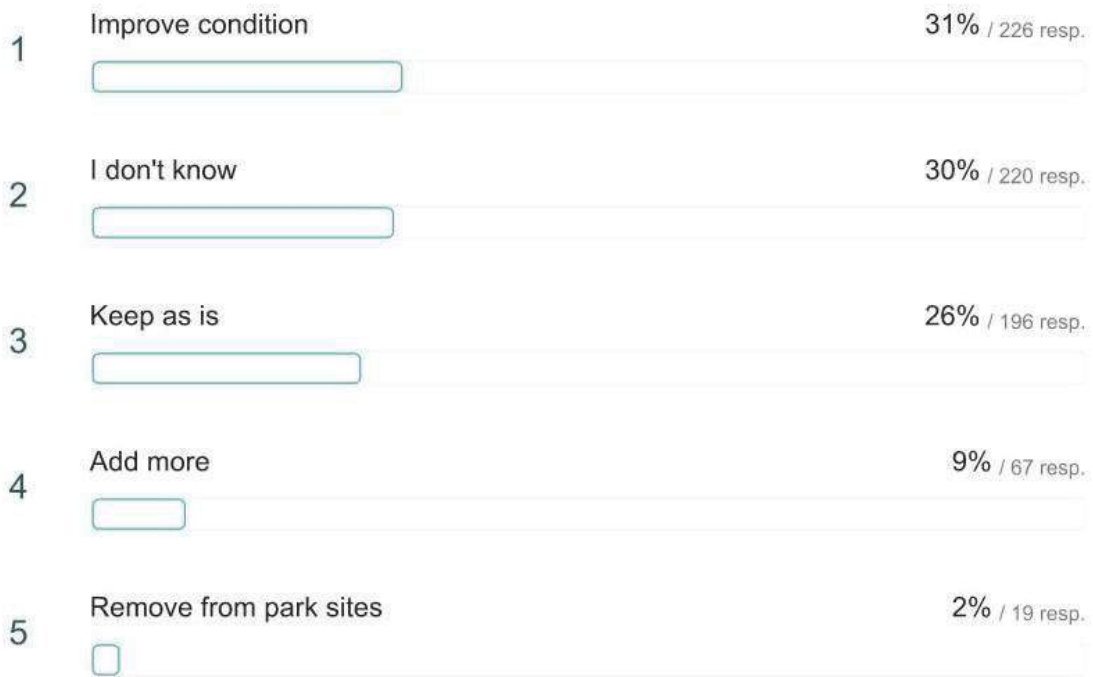 1 Improve condition 31% / 226 resp.
2 I don't know 30% / 220 resp.
3 Keep as is 26% / 196 resp.
4 Add more 9% / 67 resp.
5 Remove from park sites 2% / 19 resp.